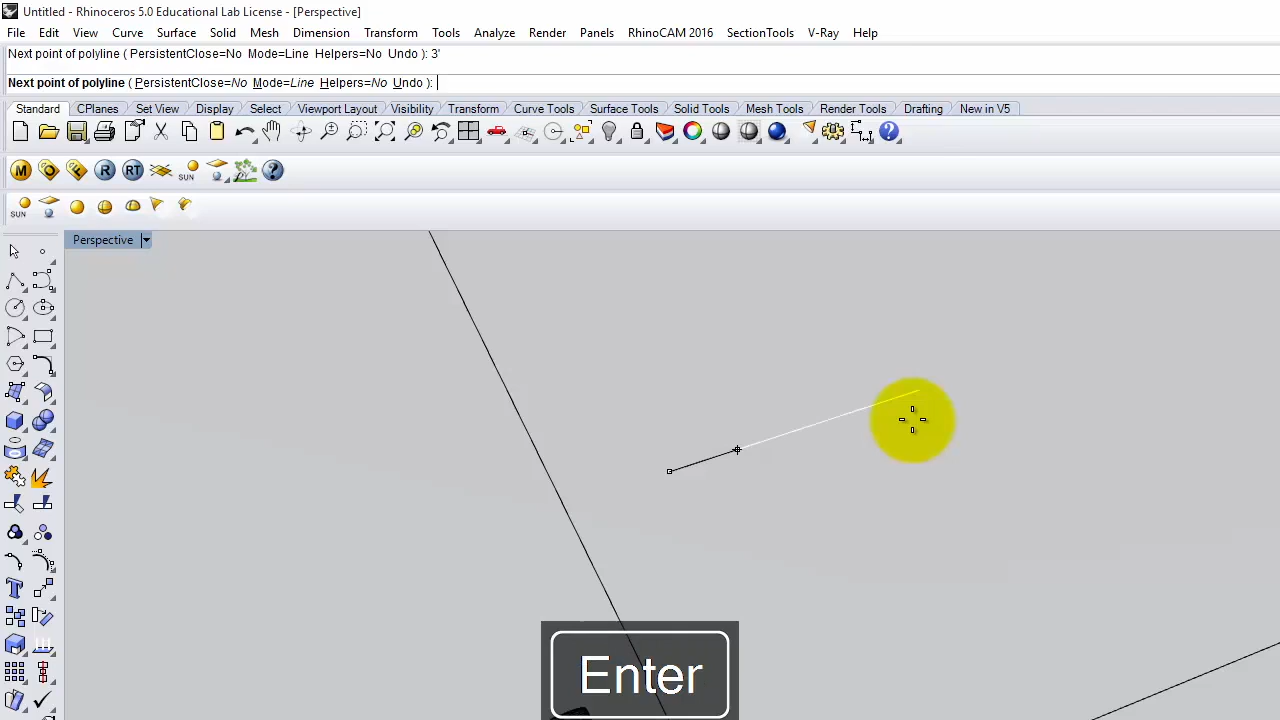 Untitled - Rhinoceros 5.0 Educational Lab License - [Perspective]
File Edit View Curve Surface Solid Mesh Dimension Transform Tools Analyze Render Panels RhinoCAM 2016 SectionTools V-Ray Help
Next point of polyline ( PersistentClose=No Mode=Line Helpers=No Undo ): 3'
Next point of polyline ( PersistentClose=No Mode=Line Helpers=No Undo ):
Standard CPlanes Set View Display Select Viewport Layout Visibility Transform Curve Tools Surface Tools Solid Tools Mesh Tools Render Tools Drafting New in V5
M O F R RT SUN ?
SUN
Perspective
Enter